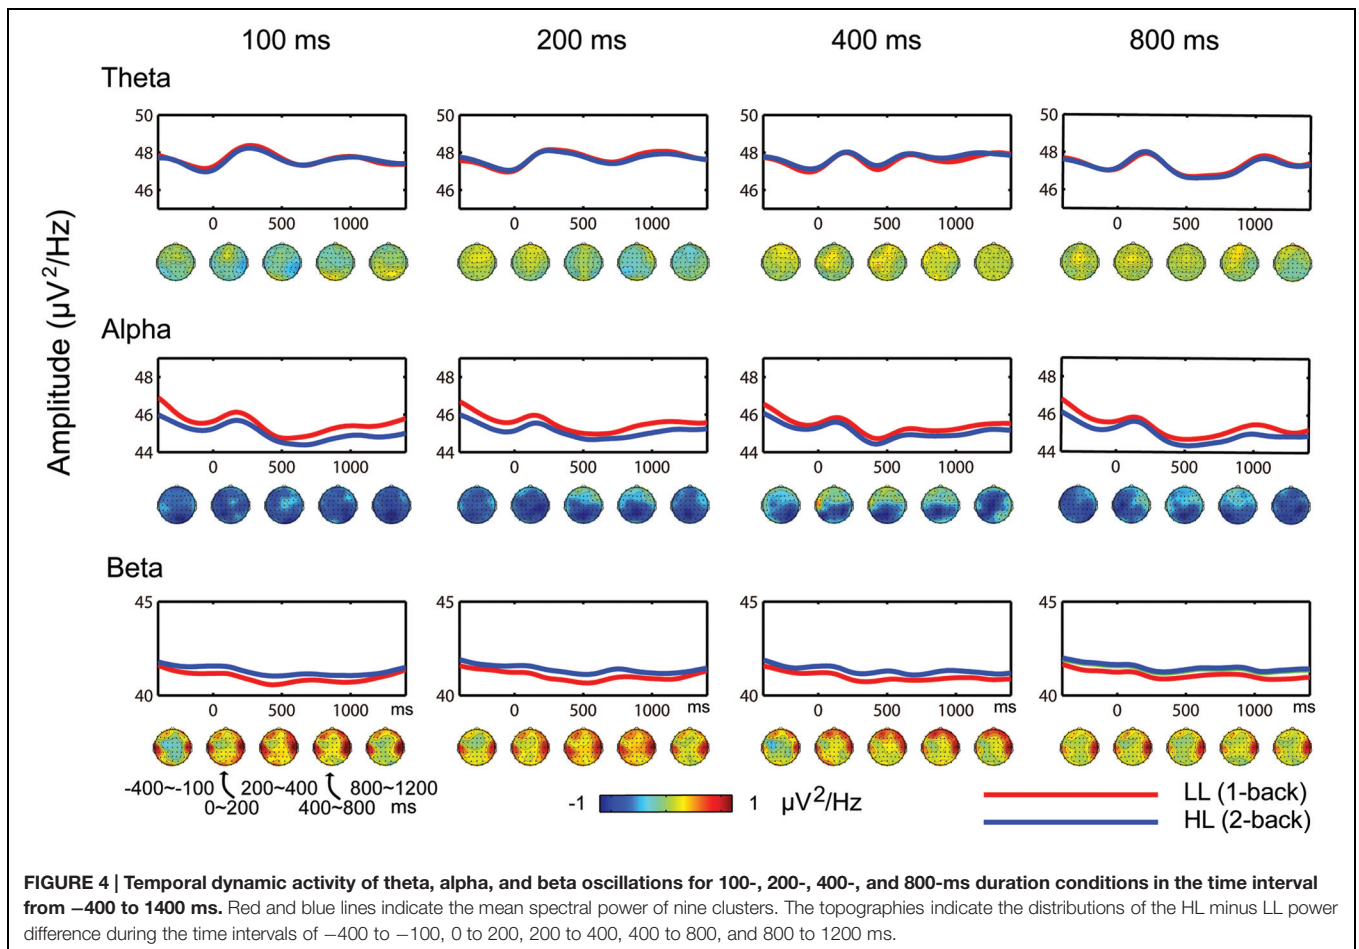 100 ms 200 ms 400 ms 800 ms
Theta
Amplitude (μV²/Hz)
50 50 50 50
48 48 48 48
46 46 46 46
0 500 1000 0 500 1000 0 500 1000 0 500 1000
Alpha
48 48 48 48
46 46 46 46
44 44 44 44
0 500 1000 0 500 1000 0 500 1000 0 500 1000
Beta
45 45 45 45
40 40 40 40
0 500 1000 ms 0 500 1000 ms 0 500 1000 ms 0 500 1000 ms
-400~-100 200~400 800~1200
0~200 400~800 ms
-1 1 μV²/Hz
LL (1-back)
HL (2-back)
FIGURE 4 | Temporal dynamic activity of theta, alpha, and beta oscillations for 100-, 200-, 400-, and 800-ms duration conditions in the time interval
from −400 to 1400 ms. Red and blue lines indicate the mean spectral power of nine clusters. The topographies indicate the distributions of the HL minus LL power
difference during the time intervals of −400 to −100, 0 to 200, 200 to 400, 400 to 800, and 800 to 1200 ms.